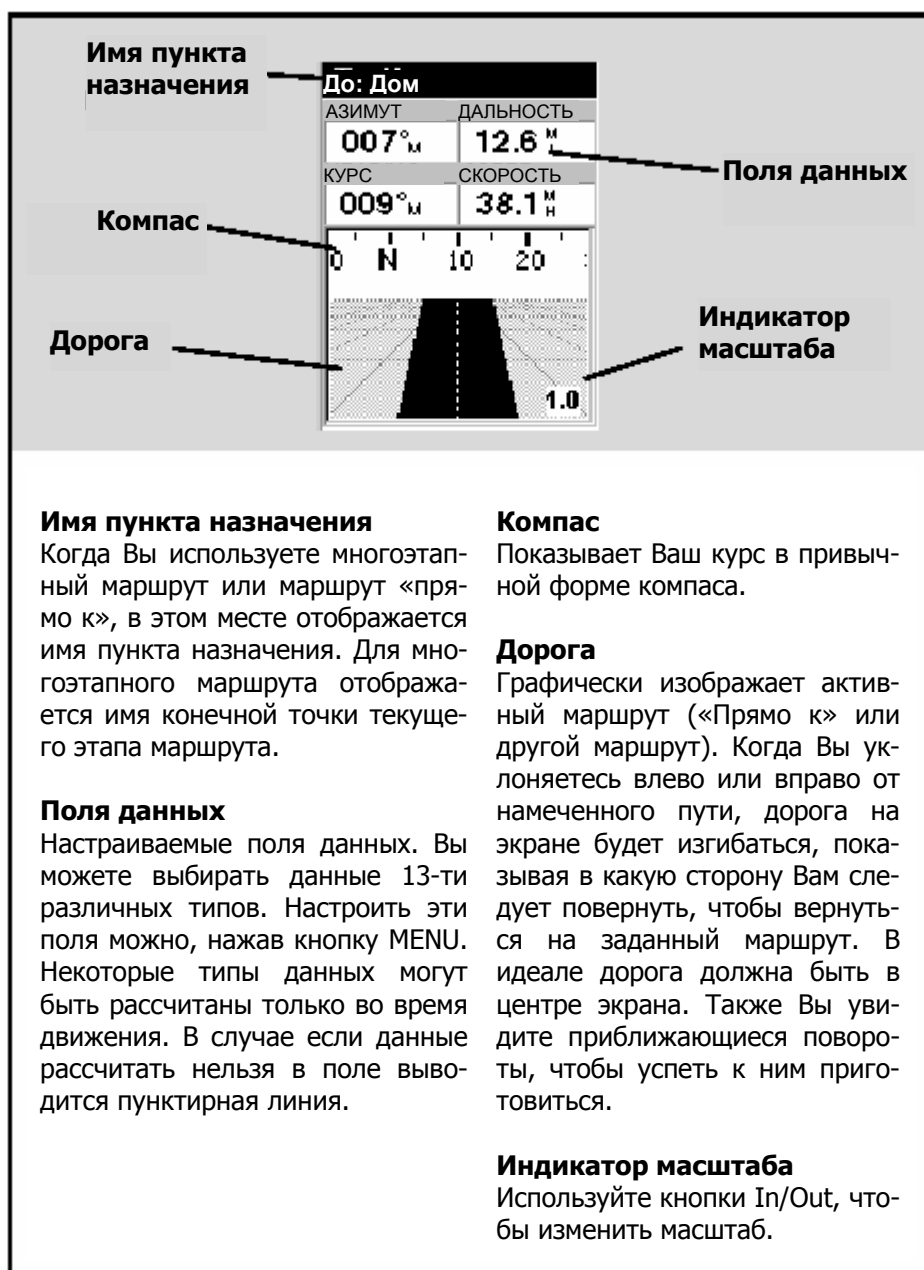 Имя пункта
назначения
До: Дом
АЗИМУТ ДАЛЬНОСТЬ
007°M 12.6 M
Поля данных
КУРС СКОРОСТЬ
009°M 38.1 M H
Компас
0 N 10 20
Дорога
Индикатор
масштаба
1.0
Имя пункта назначения
Когда Вы используете многоэтап-
ный маршрут или маршрут «пря-
мо к», в этом месте отображается
имя пункта назначения. Для мно-
гоэтапного маршрута отобража-
ется имя конечной точки текуще-
го этапа маршрута.
Поля данных
Настраиваемые поля данных. Вы
можете выбирать данные 13-ти
различных типов. Настроить эти
поля можно, нажав кнопку MENU.
Некоторые типы данных могут
быть рассчитаны только во время
движения. В случае если данные
рассчитать нельзя в поле выво-
дится пунктирная линия.
Компас
Показывает Ваш курс в привыч-
ной форме компаса.
Дорога
Графически изображает актив-
ный маршрут («Прямо к» или
другой маршрут). Когда Вы ук-
лоняетесь влево или вправо от
намеченного пути, дорога на
экране будет изгибаться, пока-
зывая в какую сторону Вам сле-
дует повернуть, чтобы вернуть-
ся на заданный маршрут. В
идеале дорога должна быть в
центре экрана. Также Вы уви-
дите приближающиеся поворо-
ты, чтобы успеть к ним приго-
товиться.
Индикатор масштаба
Используйте кнопки In/Out, что-
бы изменить масштаб.